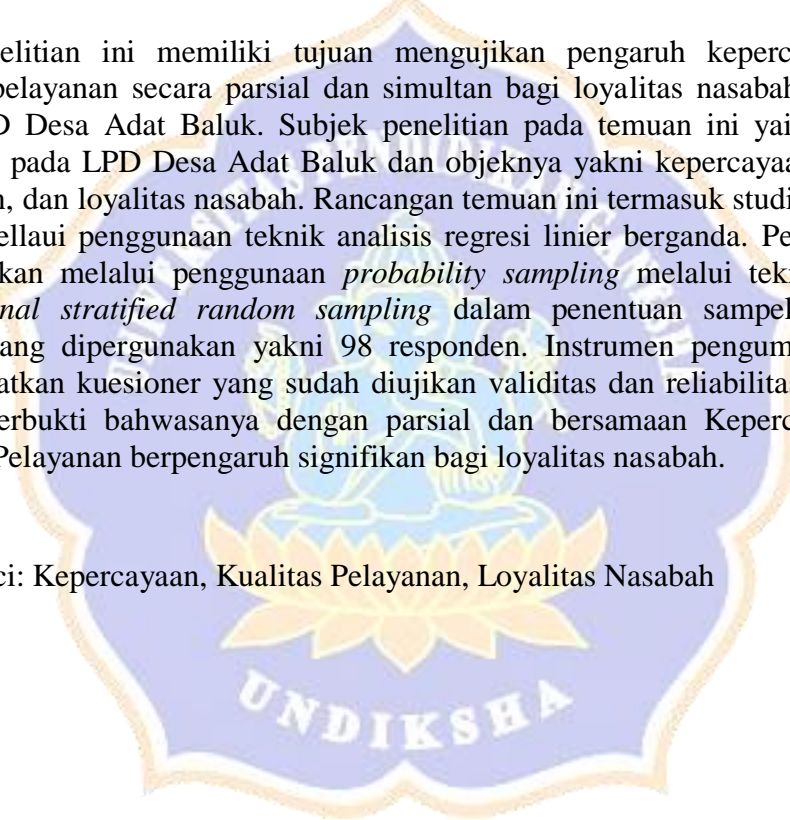 elitian ini memiliki tujuan mengujikan pengaruh keperc
pelayanan secara parsial dan simultan bagi loyalitas nasabah
D Desa Adat Baluk. Subjek penelitian pada temuan ini yai
pada LPD Desa Adat Baluk dan objeknya yakni kepercayaa
n, dan loyalitas nasabah. Rancangan temuan ini termasuk studi
ellaui penggunaan teknik analisis regresi linier berganda. Pe
kan melalui penggunaan probability sampling melalui tek
nal stratified random sampling dalam penentuan sampel
ang dipergunakan yakni 98 responden. Instrumen pengum
atkan kuesioner yang sudah diujikan validitas dan reliabilitas
erbukti bahwasanya dengan parsial dan bersamaan Keperc
Pelayanan berpengaruh signifikan bagi loyalitas nasabah.
ci: Kepercayaan, Kualitas Pelayanan, Loyalitas Nasabah
UNDIKSHA